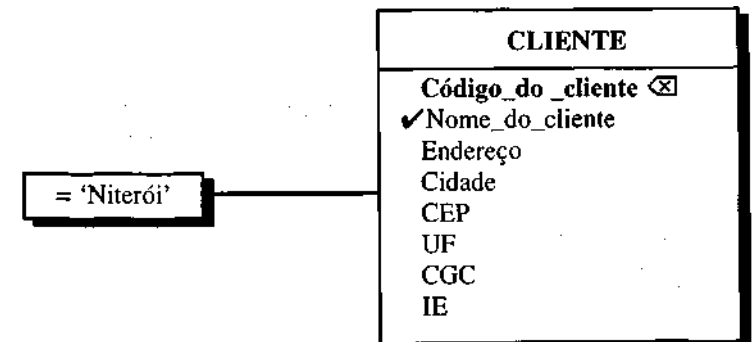 CLIENTE
Código_do _cliente ⌫
✔Nome_do_cliente
Endereço
= ‘Niterói’
Cidade
CEP
UF
CGC
IE